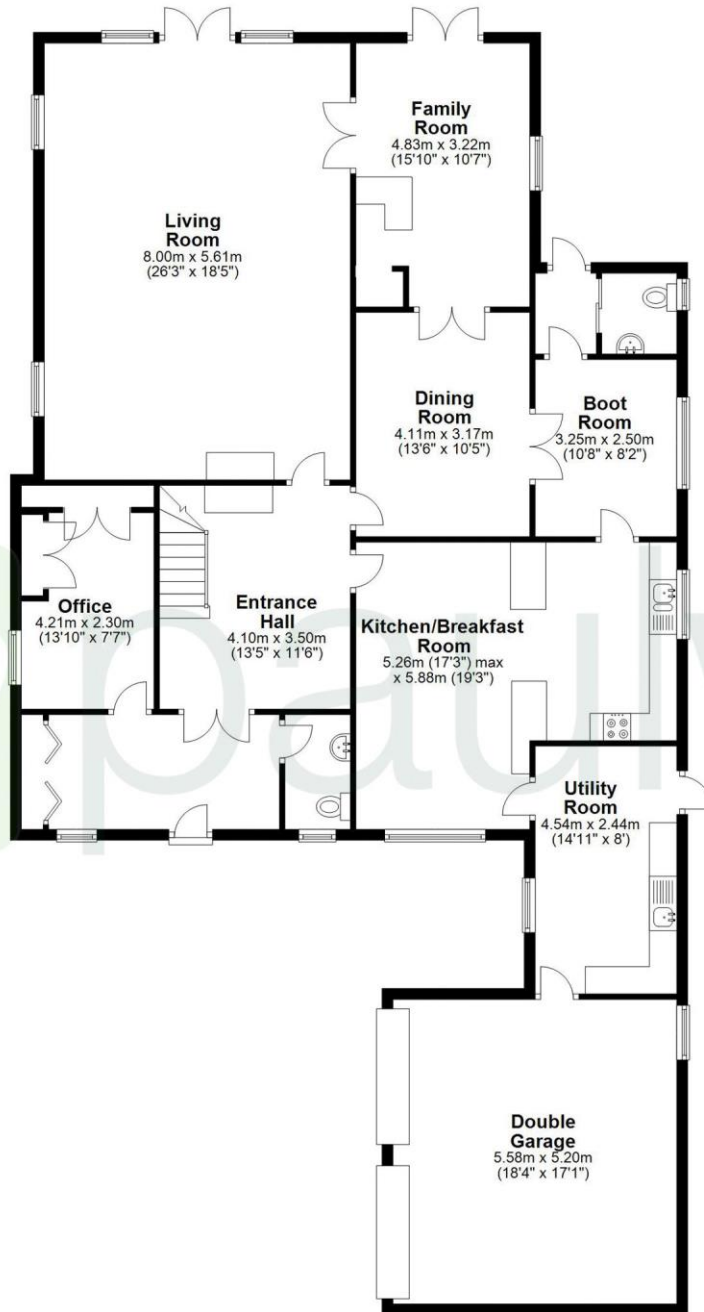 Family
Room
4.83m x 3.22m
(15'10" x 10'7")
Living
Room
8.00m x 5.61m
(26'3" x 18'5")
Dining
Room
4.11m x 3.17m
(13'6" x 10'5")
Boot
Room
3.25m x 2.50m
(10'8" x 8'2")
Office
4.21m x 2.30m
(13'10" x 7'7")
Entrance
Hall
4.10m x 3.50m
(13'5" x 11'6")
Kitchen/Breakfast
Room
5.26m (17'3") max
x 5.88m (19'3")
Utility
Room
4.54m x 2.44m
(14'11" x 8')
Double
Garage
5.58m x 5.20m
(18'4" x 17'1")